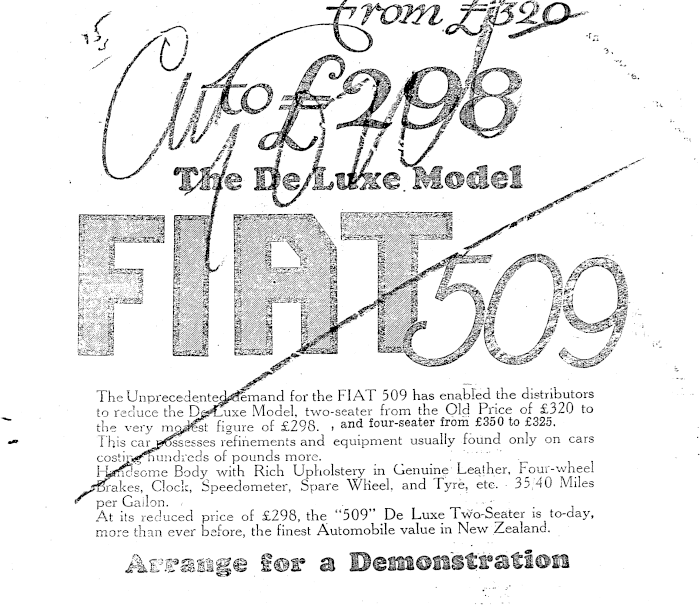 From £320
to £298
The De Luxe Model
FIAT 509
The Unprecedented demand for the FIAT 509 has enabled the distributors
to reduce the De Luxe Model, two-seater from the Old Price of £320 to
the very modest figure of £298. , and four-seater from £350 to £325.
This car possesses refinements and equipment usually found only on cars
costing hundreds of pounds more.
Handsome Body with Rich Upholstery in Genuine Leather, Four-wheel
Brakes, Clock, Speedometer, Spare Wheel, and Tyre, etc. 35/40 Miles
per Gallon.
At its reduced price of £298, the "509" De Luxe Two-Seater is to-day,
more than ever before, the finest Automobile value in New Zealand.
Arrange for a Demonstration